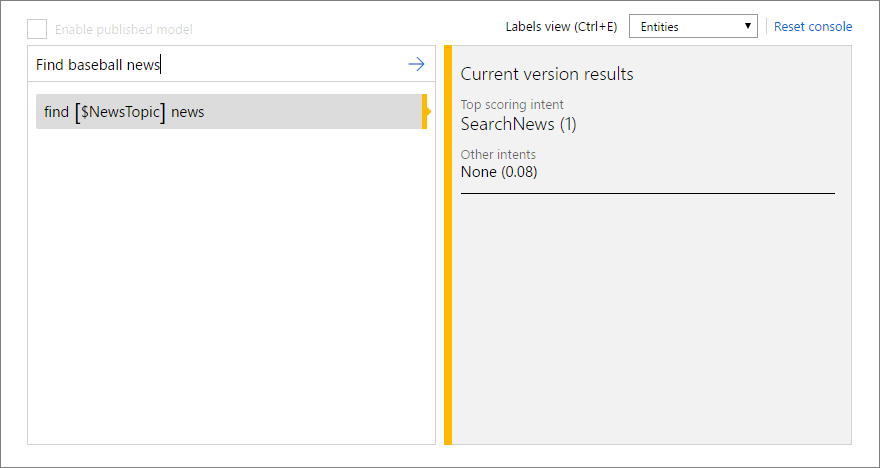 Enable published model
Labels view (Ctrl+E) Entities Reset console
Find baseball news
find [$NewsTopic] news
Current version results
Top scoring intent
SearchNews (1)
Other intents
None (0.08)